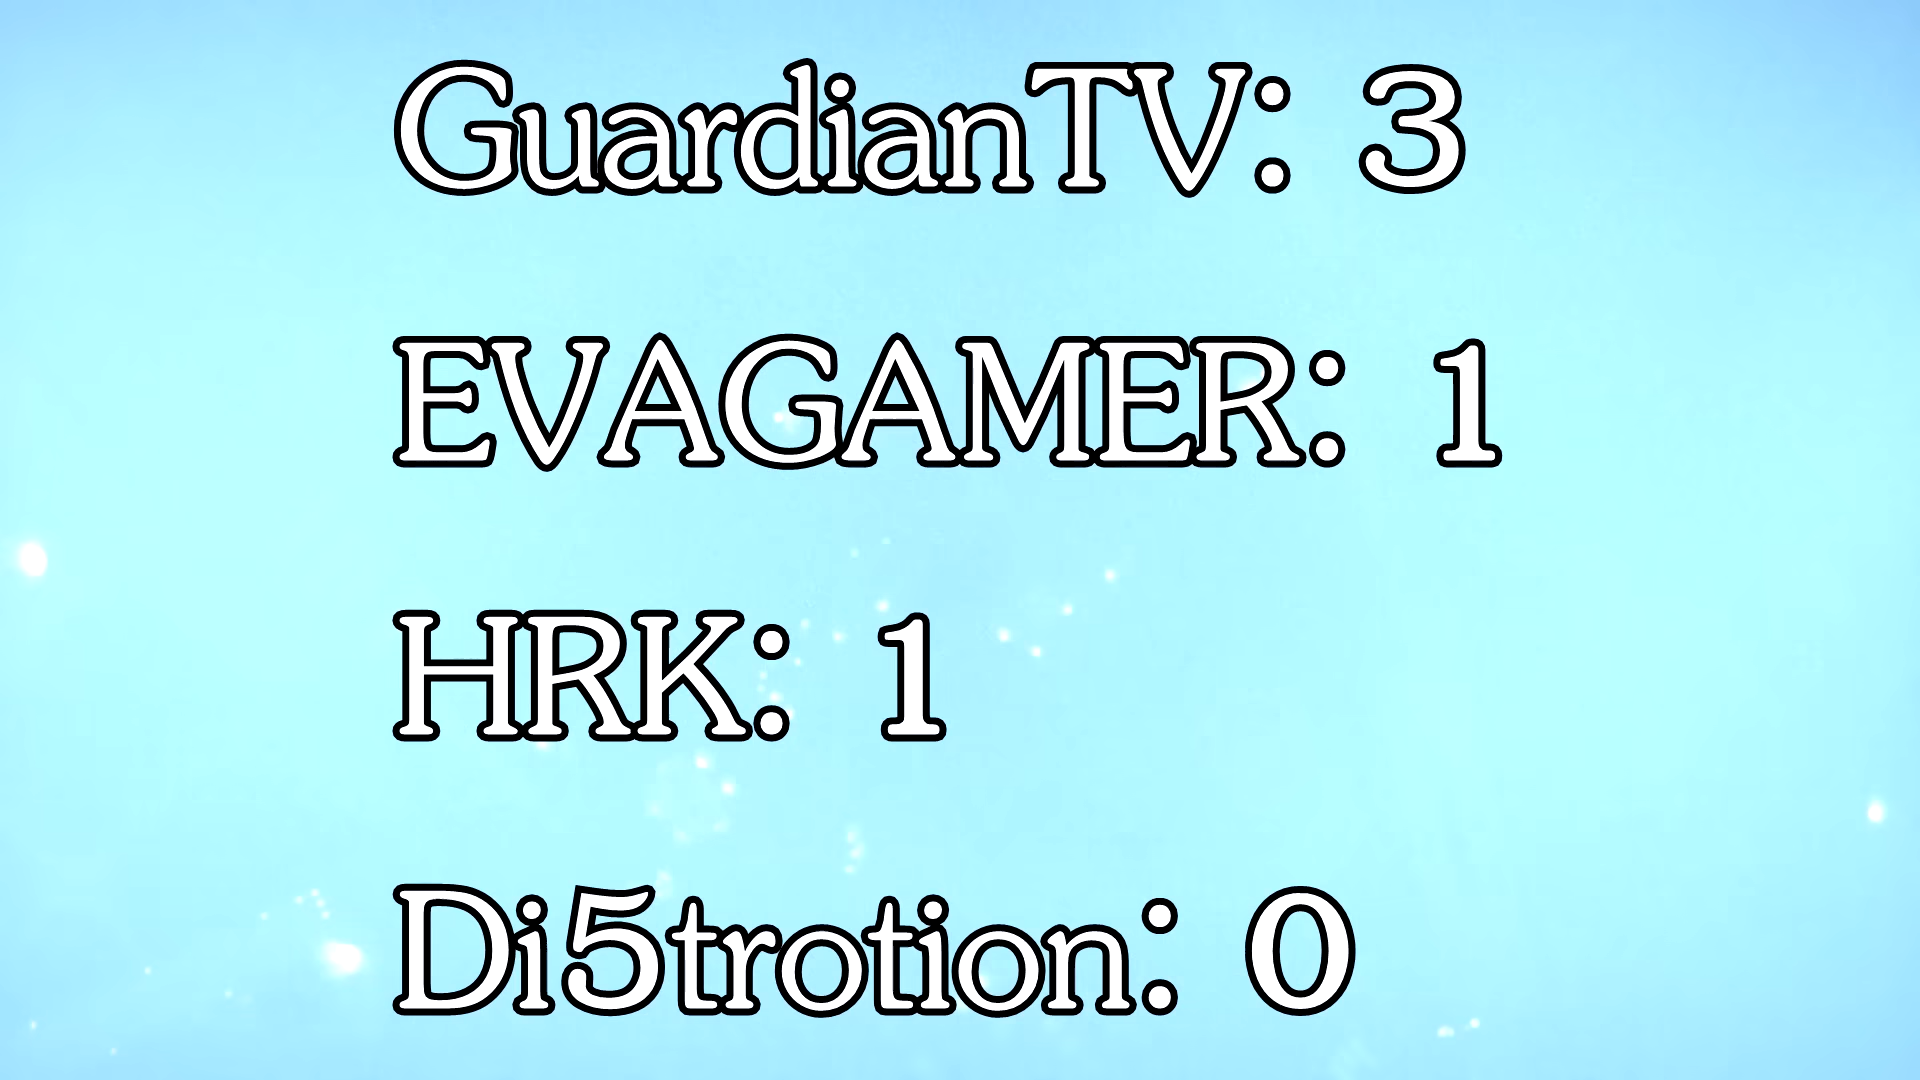 GuardianTV: 3
EVAGAMER: 1
HRK: 1
Di5trotion: 0